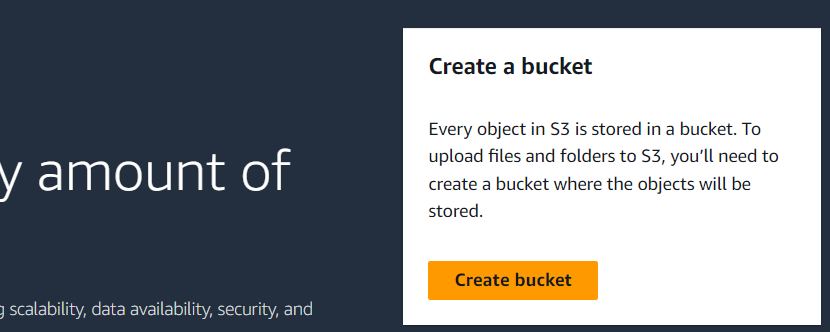 Create a bucket
Every object in S3 is stored in a bucket. To
upload files and folders to S3, you’ll need to
create a bucket where the objects will be
stored.
Create bucket
y amount of
g scalability, data availability, security, and